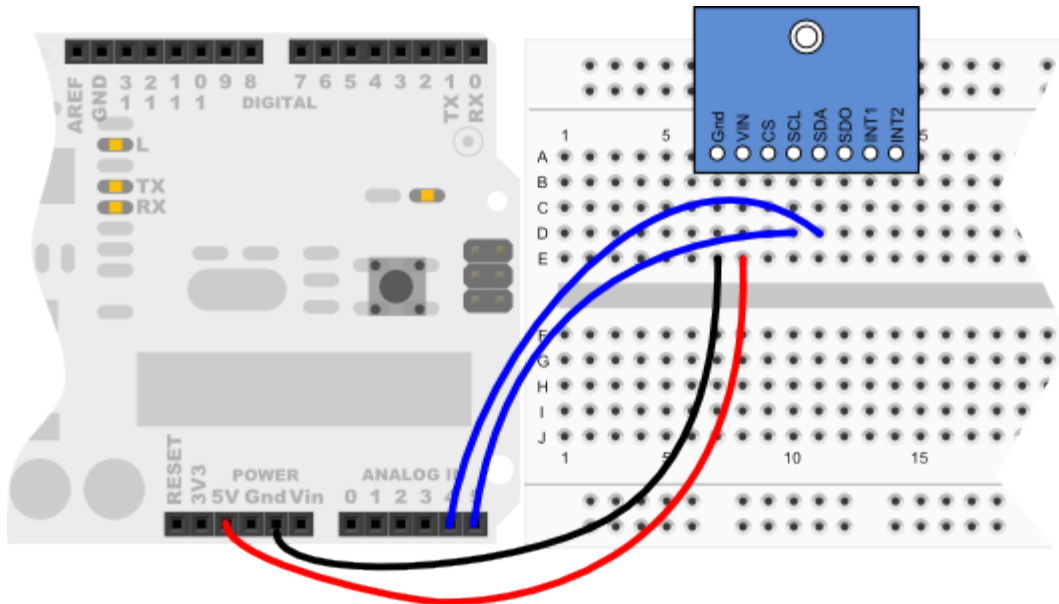 AREF
GND
13
12
11
10
9
8
7
6
5
4
3
2
1
0
DIGITAL
TX
RX
L
TX
RX
RESET
3V3
5V
Gnd
Vin
POWER
ANALOG IN
0
1
2
3
4
5
Gnd
VIN
CS
SCL
SDA
SDO
INT1
INT2
1
5
15
A
B
C
D
E
F
G
H
I
J
1
5
10
15